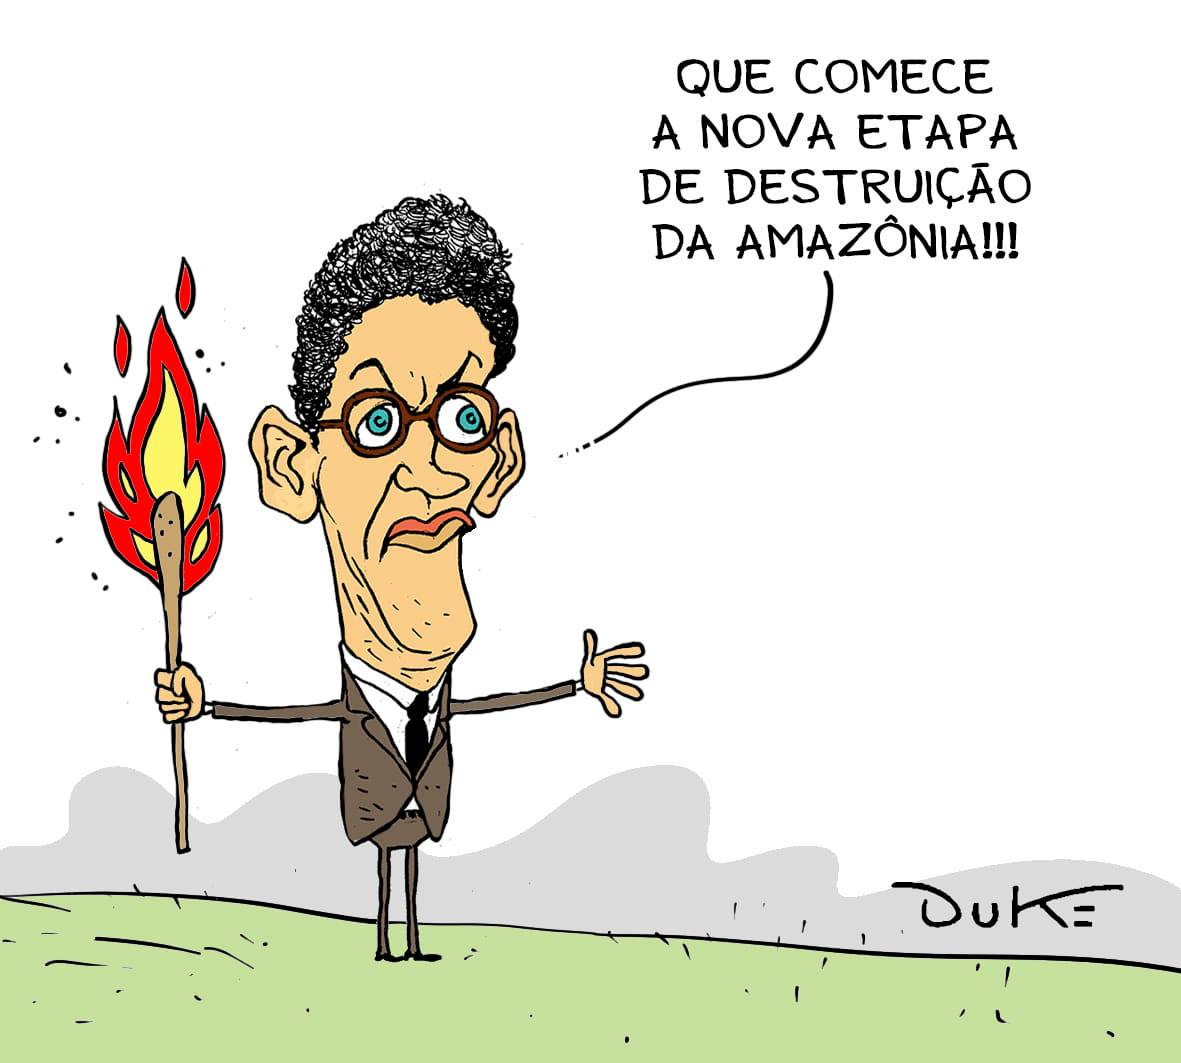 QUE COMECE
A NOVA ETAPA
DE DESTRUIÇÃO
DA AMAZÔNIA!!!
DUKE